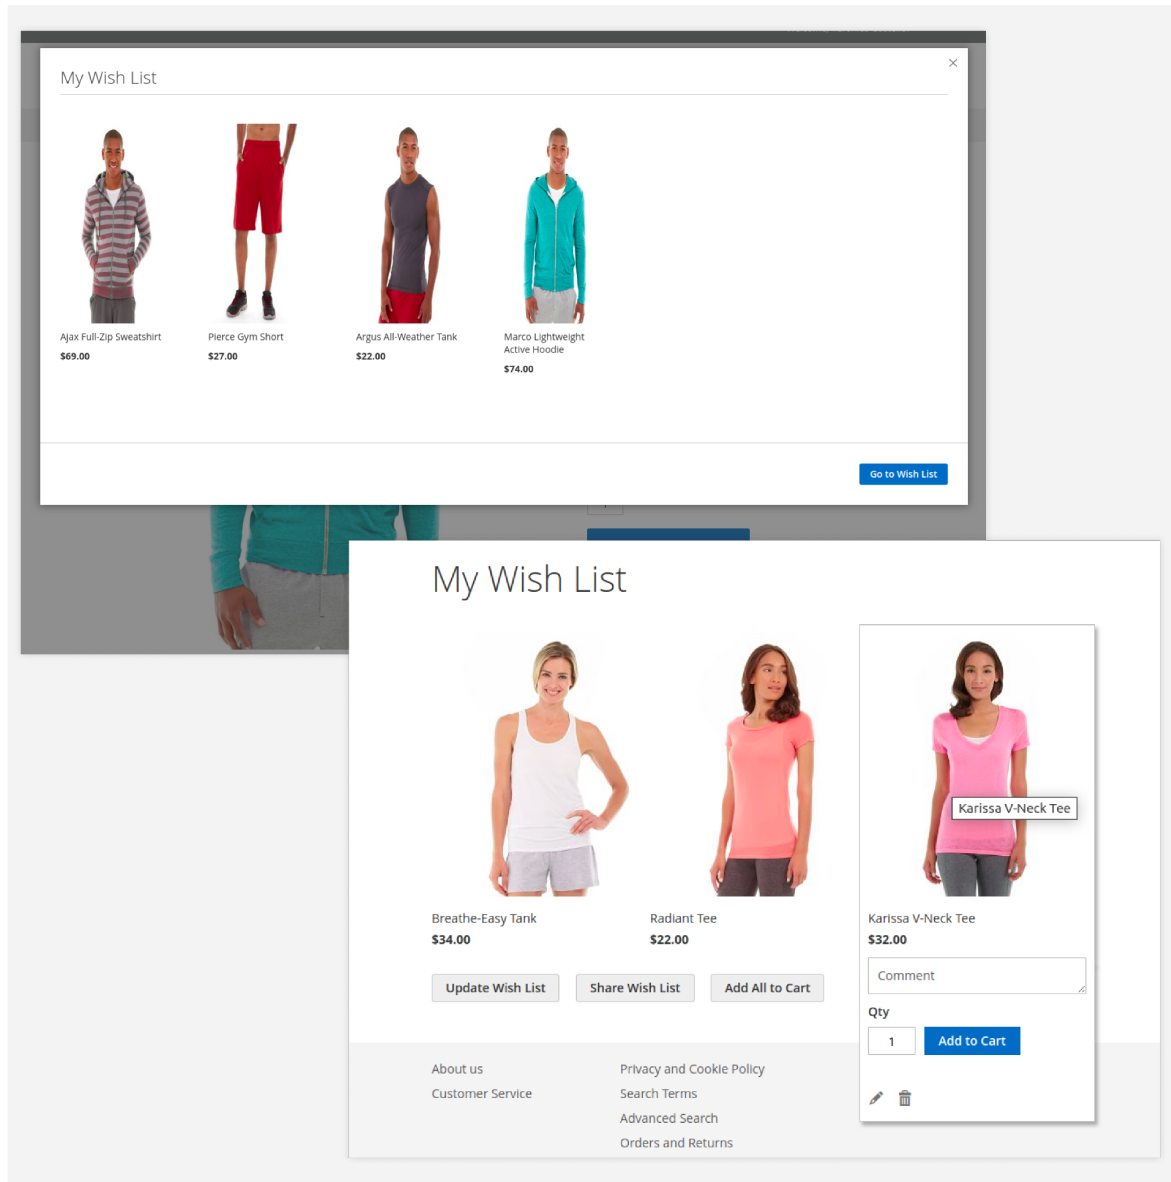 My Wish List
×
Ajax Full-Zip Sweatshirt
$69.00
Pierce Gym Short
$27.00
Argus All-Weather Tank
$22.00
Marco Lightweight
Active Hoodie
$74.00
Go to Wish List
My Wish List
Karissa V-Neck Tee
Breathe-Easy Tank
$34.00
Radiant Tee
$22.00
Karissa V-Neck Tee
$32.00
Comment
Qty
1
Add to Cart
Update Wish List
Share Wish List
Add All to Cart
About us
Customer Service
Privacy and Cookie Policy
Search Terms
Advanced Search
Orders and Returns